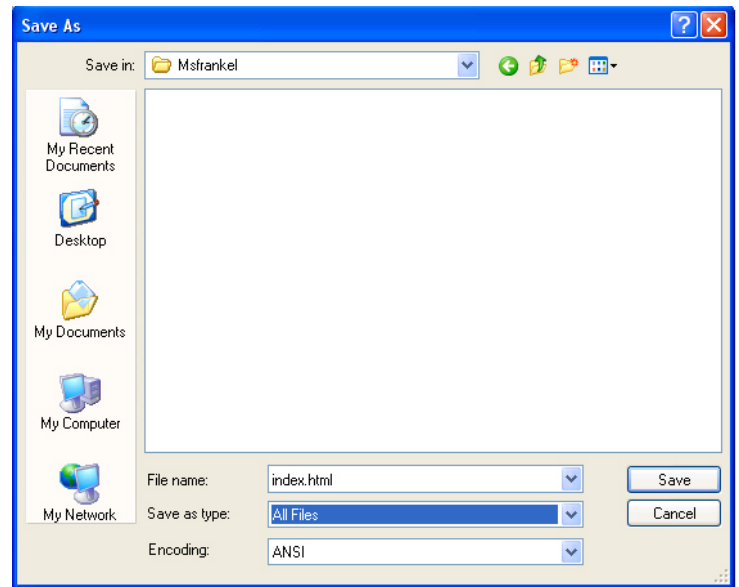 Save As
Save in: Msfrankel
My Recent
Documents
Desktop
My Documents
My Computer
My Network
File name: index.html Save
Save as type: All Files Cancel
Encoding: ANSI